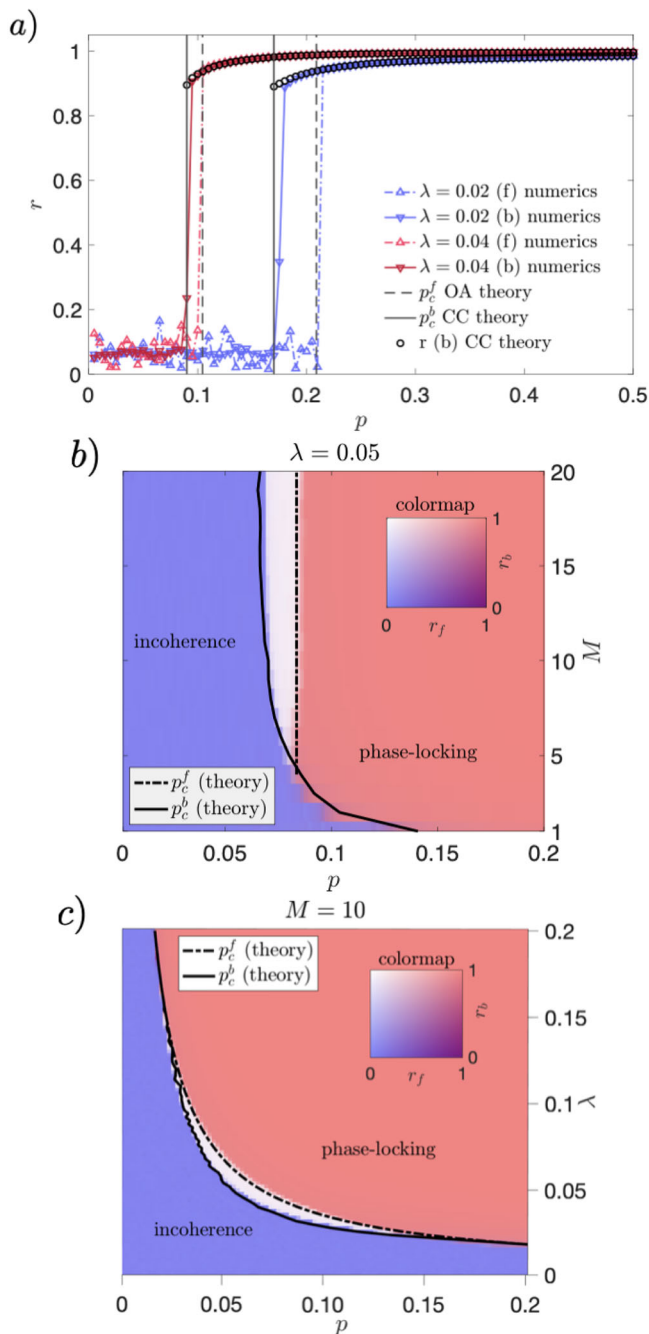 a)
1
0.8
0.6
r
0.4
0.2
0
λ = 0.02 (f) numerics
λ = 0.02 (b) numerics
λ = 0.04 (f) numerics
λ = 0.04 (b) numerics
p_c^f OA theory
p_c^b CC theory
r (b) CC theory
0 0.1 0.2 0.3 0.4 0.5
p
b)
λ = 0.05
20
colormap
1
15
r_b
0
0 r_f 1
incoherence
10
M
phase-locking
5
p_c^f (theory)
p_c^b (theory)
1
0 0.05 0.1 0.15 0.2
p
c)
M = 10
0.2
p_c^f (theory)
p_c^b (theory)
colormap
1
r_b
0.15
0
0 r_f 1
0.1
λ
phase-locking
0.05
incoherence
0
0 0.05 0.10 0.15 0.2
p